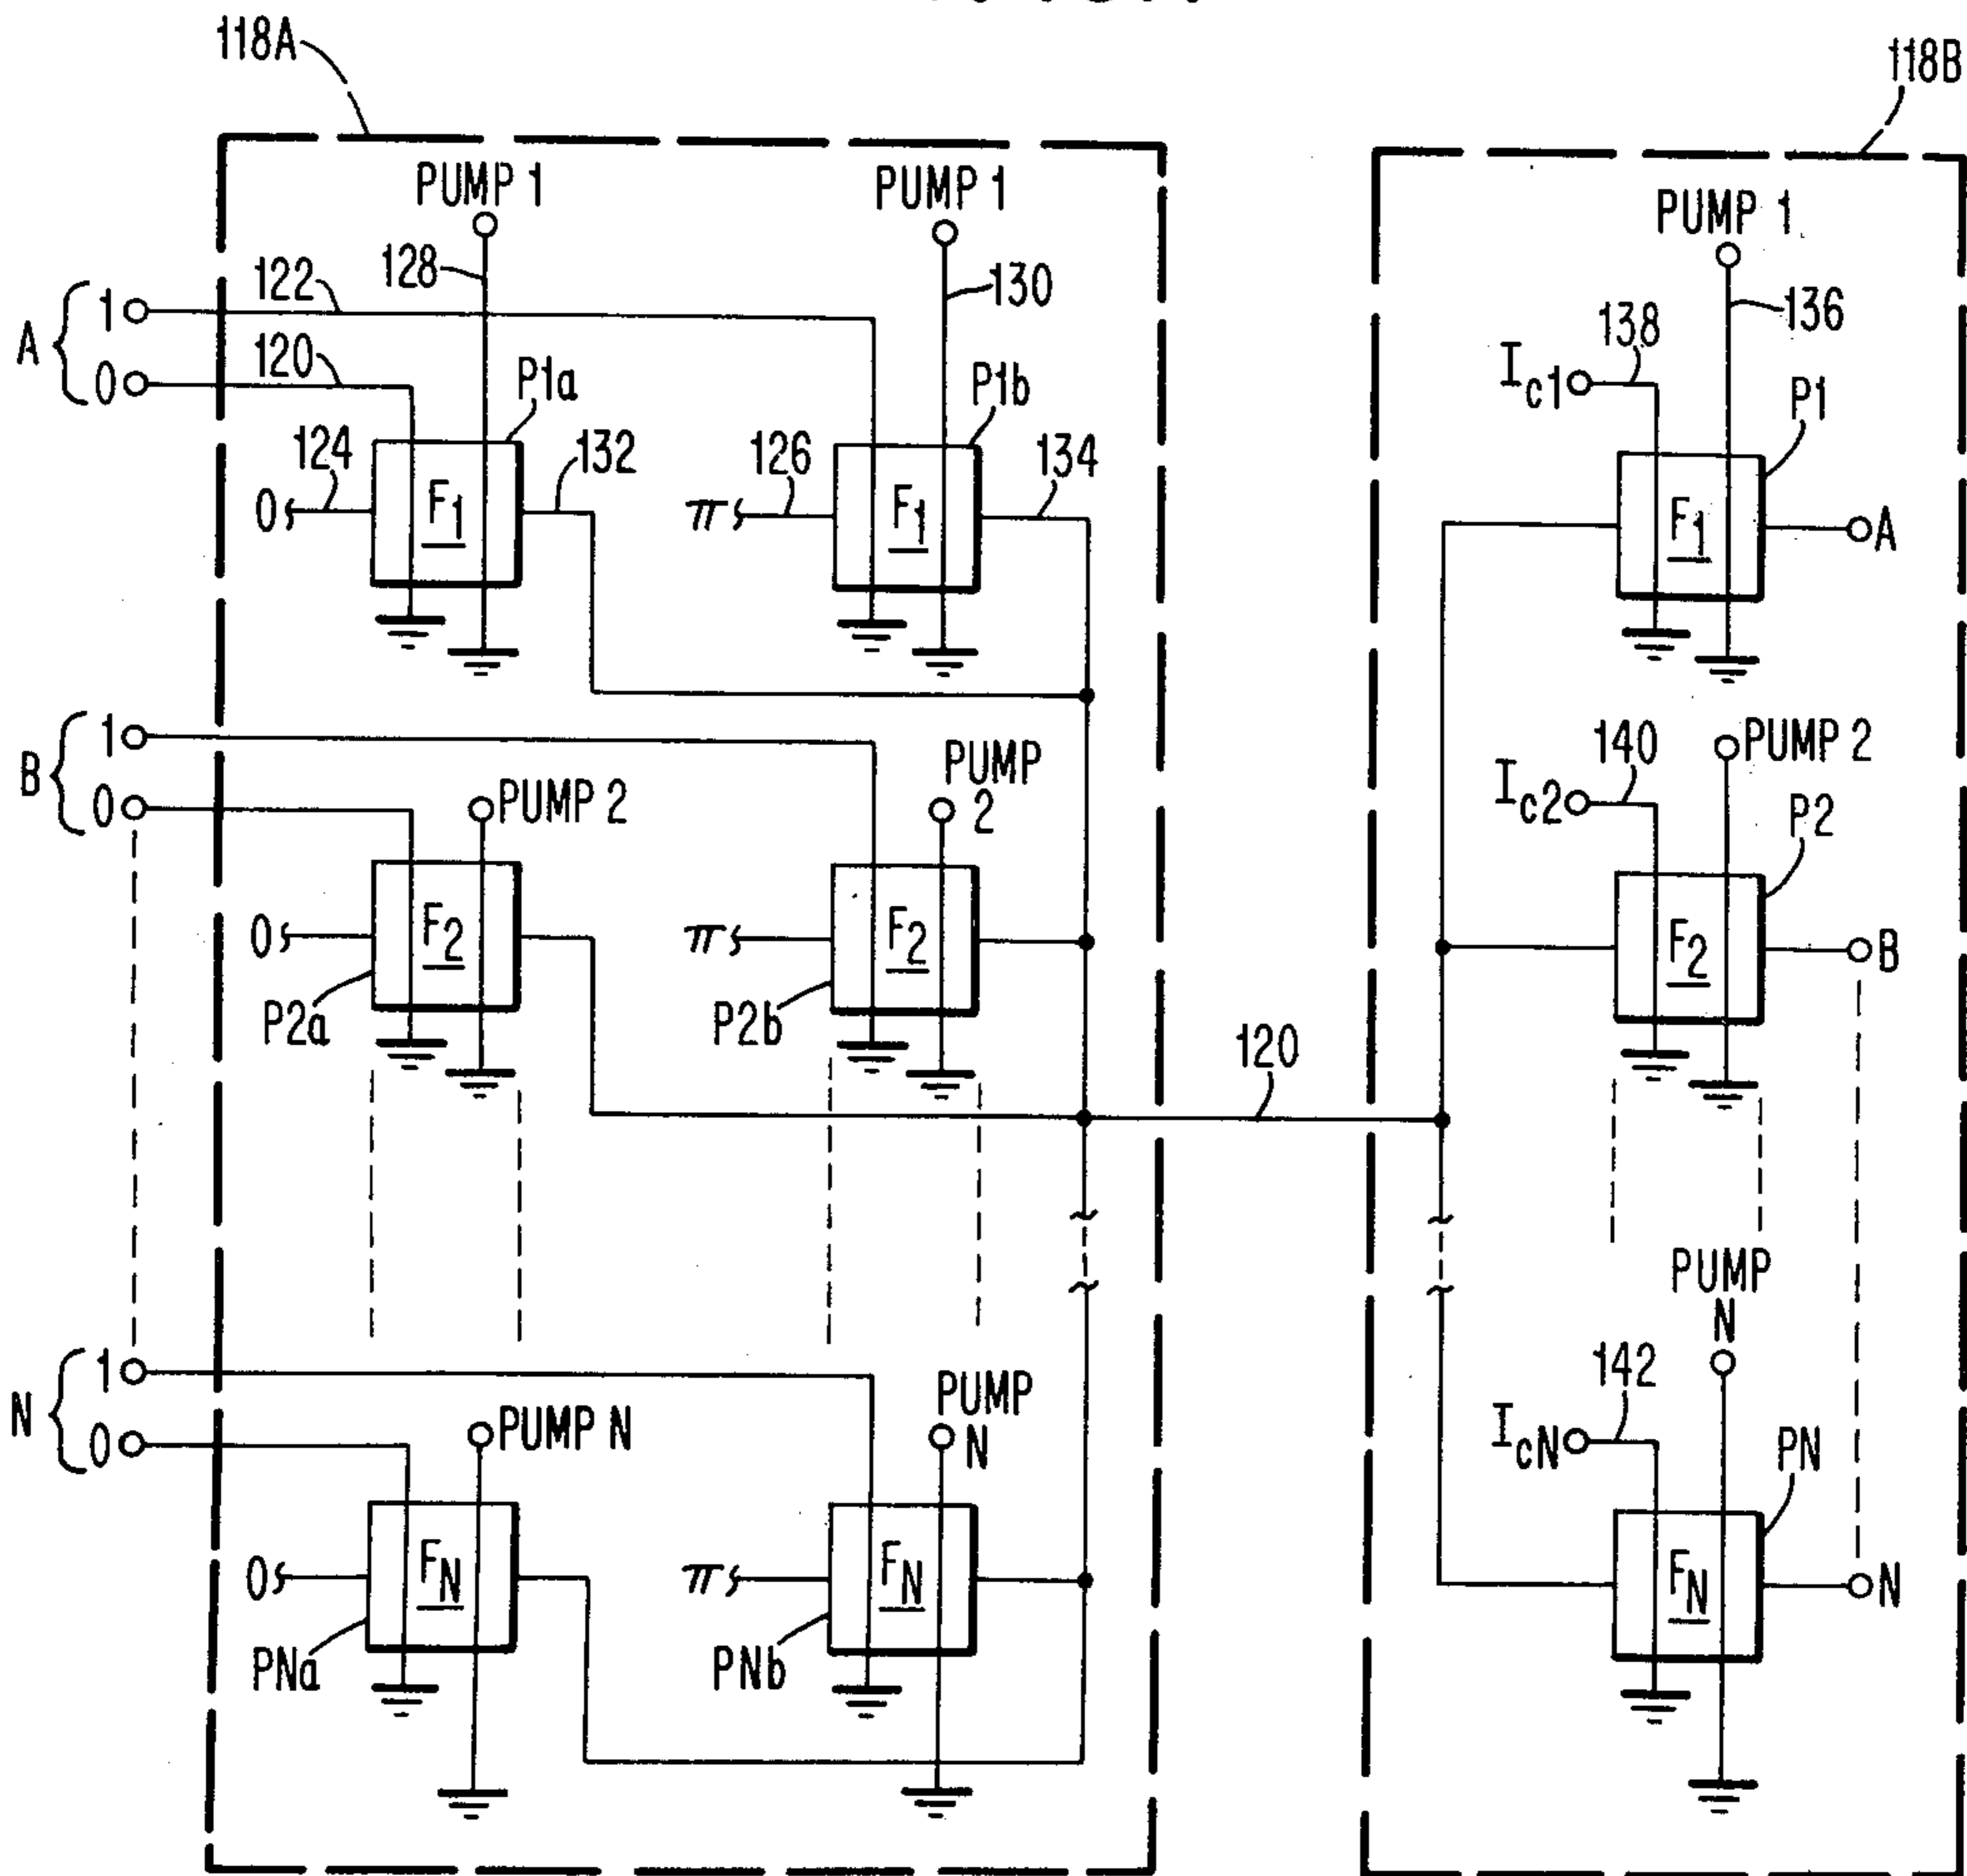 118A
118B
PUMP 1
PUMP 1
PUMP 1
122
128
130
136
A
1
0
120
138
Ic1
P1a
P1b
P1
124
132
126
134
0
F1
π
F1
F1
A
B
1
0
PUMP 2
PUMP
2
140
PUMP 2
Ic2
P2
0
F2
π
F2
F2
B
P2a
P2b
120
PUMP
N
N
1
0
PUMP N
PUMP
N
142
IcN
PN
0
FN
π
FN
FN
N
PNa
PNb